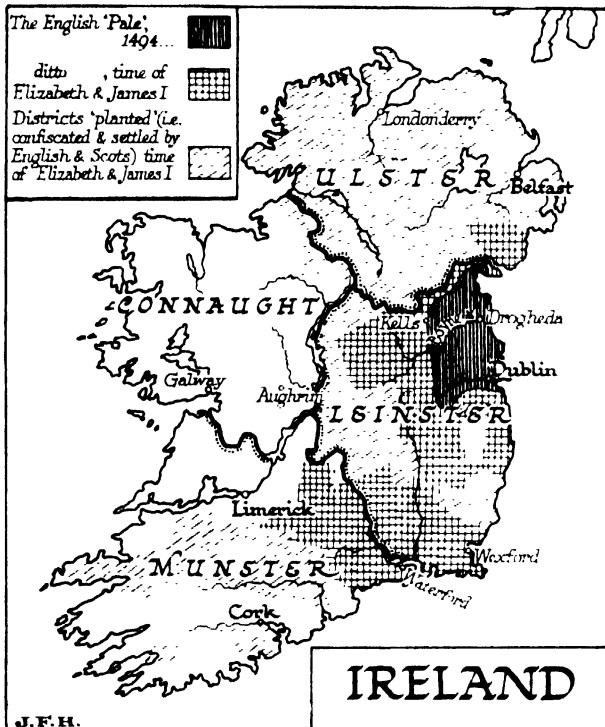 The English 'Pale',
1494...
ditto , time of
Elizabeth & James I
Districts 'planted' (i.e.
confiscated & settled by
English & Scots) time
of Elizabeth & James I
Londonderry
ULSTER
Belfast
CONNAUGHT
Kells
Boyne
Drogheda
Galway
Aughrim
Dublin
LEINSTER
Limerick
MUNSTER
Wexford
Waterford
Cork
IRELAND
J.F.H.